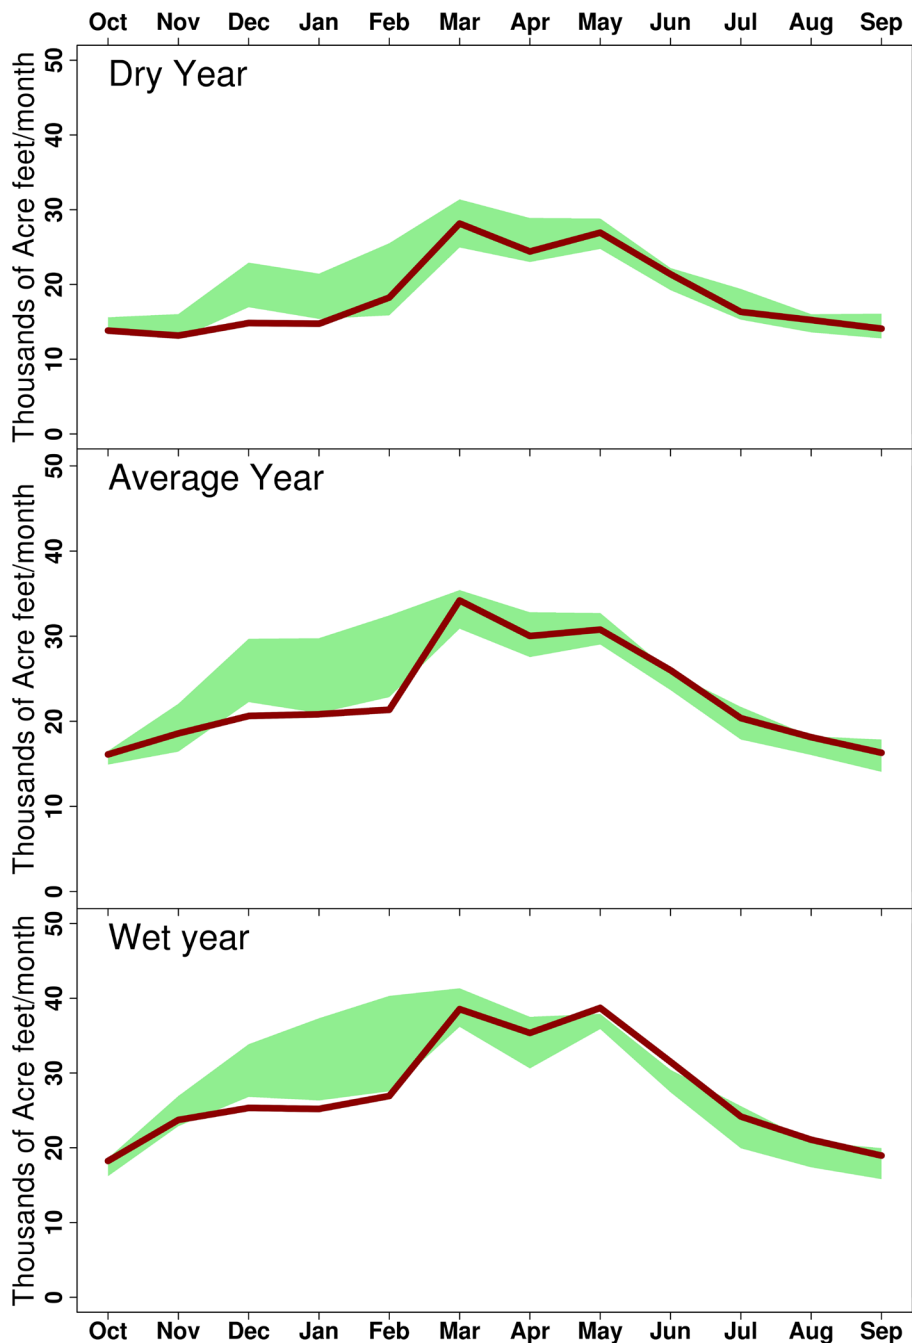 Oct Nov Dec Jan Feb Mar Apr May Jun Jul Aug Sep
Dry Year
Thousands of Acre feet/month
50
40
30
20
10
0
Average Year
Thousands of Acre feet/month
50
40
30
20
10
0
Wet year
Thousands of Acre feet/month
50
40
30
20
10
0
Oct Nov Dec Jan Feb Mar Apr May Jun Jul Aug Sep